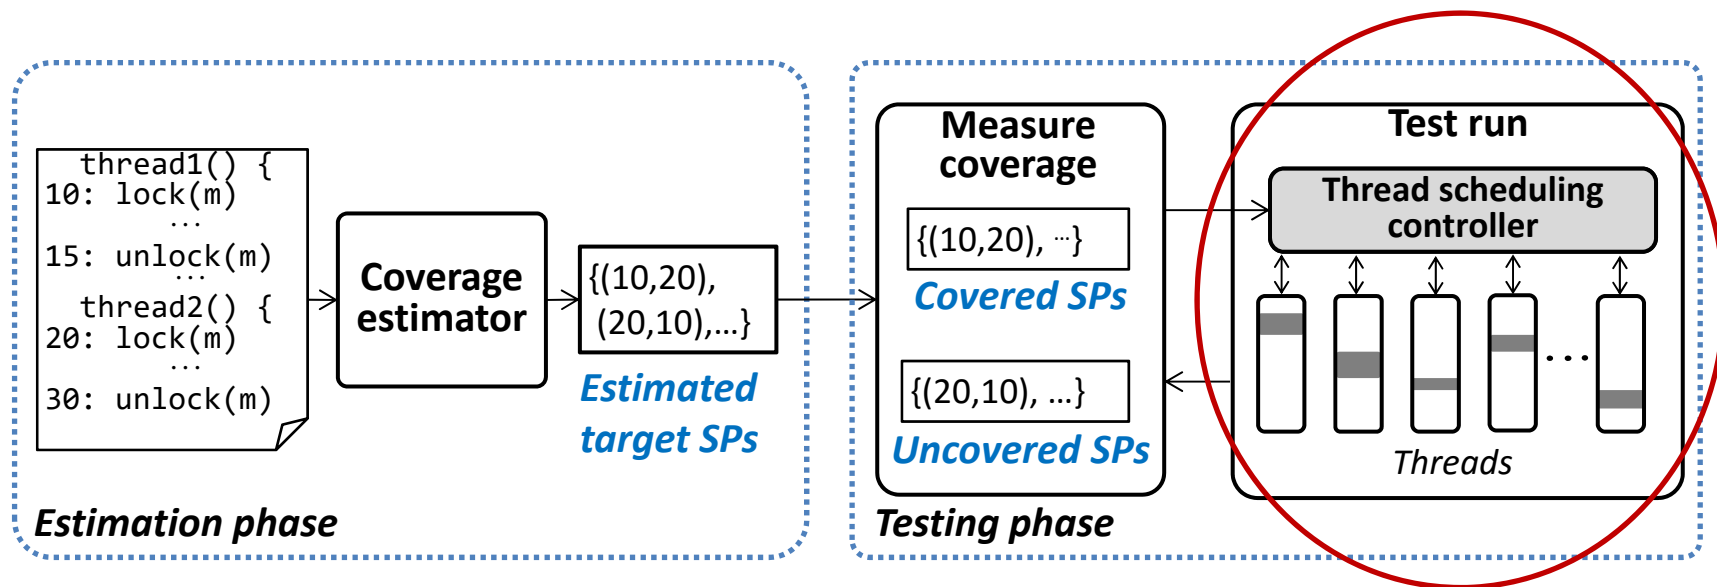 thread1() {
10: lock(m)
...
15: unlock(m)
...
thread2() {
20: lock(m)
...
30: unlock(m)
Coverage
estimator
{(10,20),
(20,10),...}
Estimated
target SPs
Estimation phase
Measure
coverage
{(10,20), ...}
Covered SPs
{(20,10), ...}
Uncovered SPs
Testing phase
Test run
Thread scheduling
controller
...
Threads